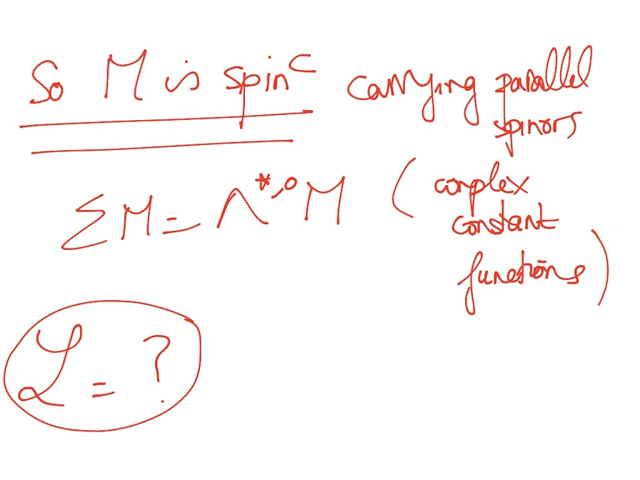 So M is spin^C carrying parallel
spinors
ΣM = Λ^{*,0} M (complex
constant
functions)
ℒ = ?